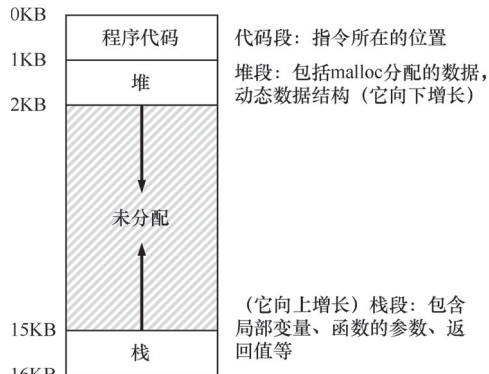 0KB
程序代码
代码段：指令所在的位置
1KB
堆
堆段：包括malloc分配的数据，
动态数据结构（它向下增长）
2KB
未分配
（它向上增长）栈段：包含
局部变量、函数的参数、返
回值等
15KB
栈
16KB